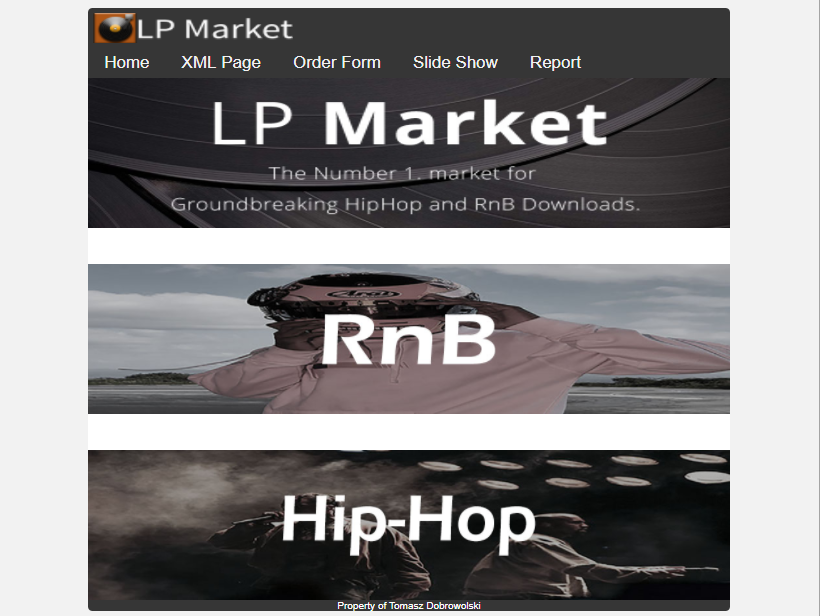 LP Market
Home XML Page Order Form Slide Show Report
LP Market
The Number 1. market for
Groundbreaking HipHop and RnB Downloads.
Arai
RnB
Hip-Hop
Property of Tomasz Dobrowolski